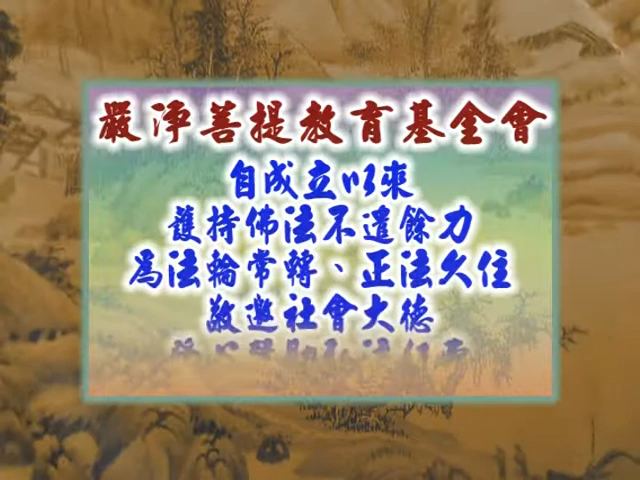 嚴淨菩提教育基金會
自成立以來
護持佛法不遺餘力
為法輪常轉、正法久住
敬邀社會大德